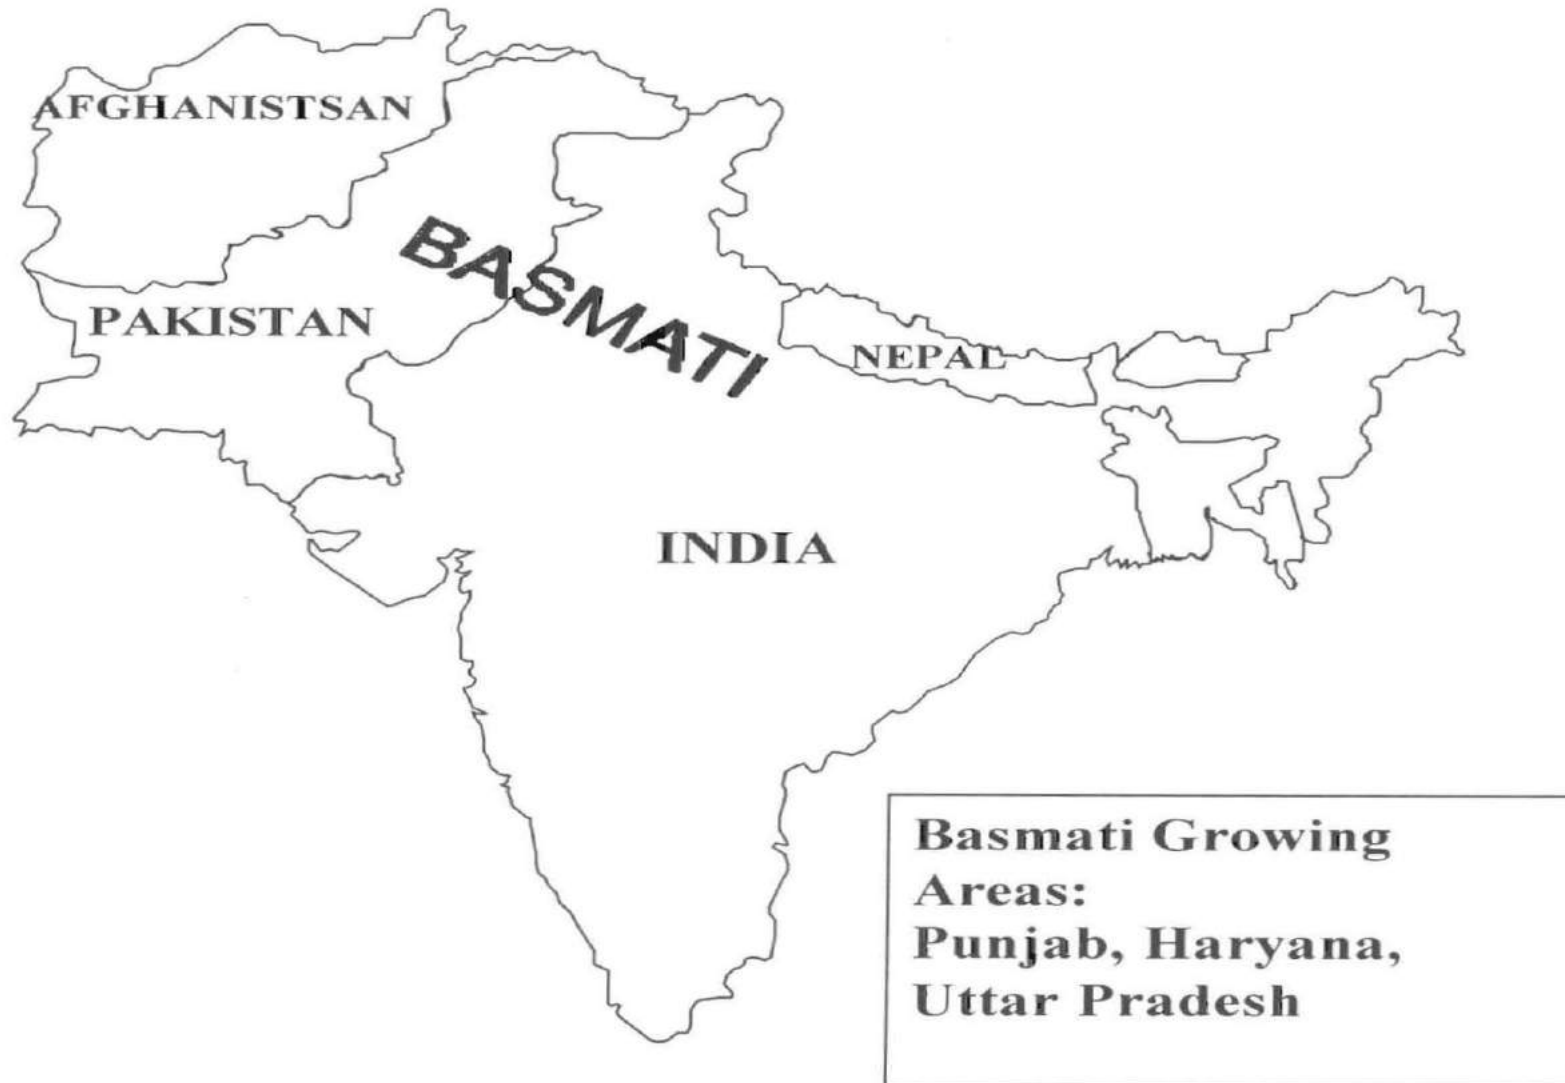 AFGHANISTSAN
BASMATI
PAKISTAN
NEPAL
INDIA
Basmati Growing
Areas:
Punjab, Haryana,
Uttar Pradesh